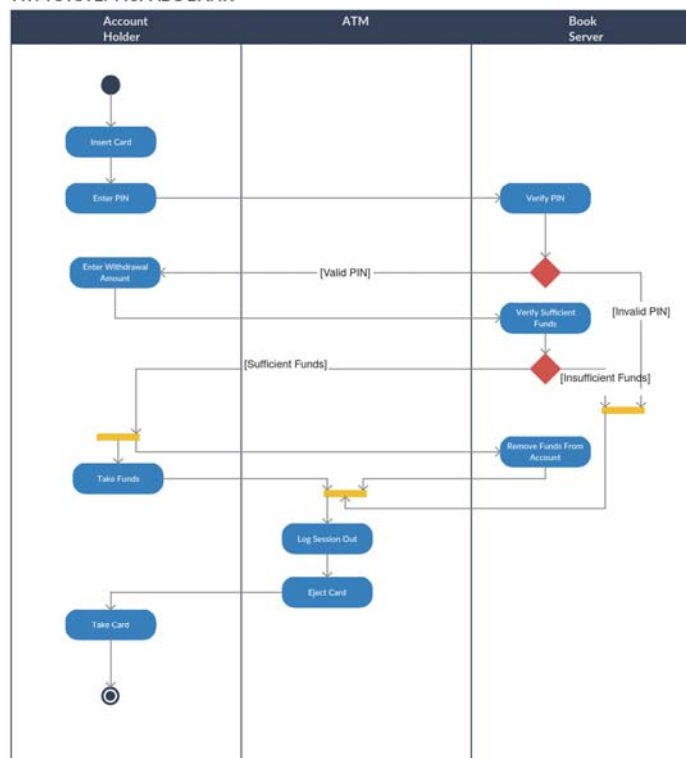 Account
Holder
ATM
Book
Server
Insert Card
Enter PIN
Verify PIN
Enter Withdrawal
Amount
[Valid PIN]
Verify Sufficient
Funds
[Invalid PIN]
[Sufficient Funds]
[Insufficient Funds]
Remove Funds From
Account
Take Funds
Log Session Out
Eject Card
Take Card